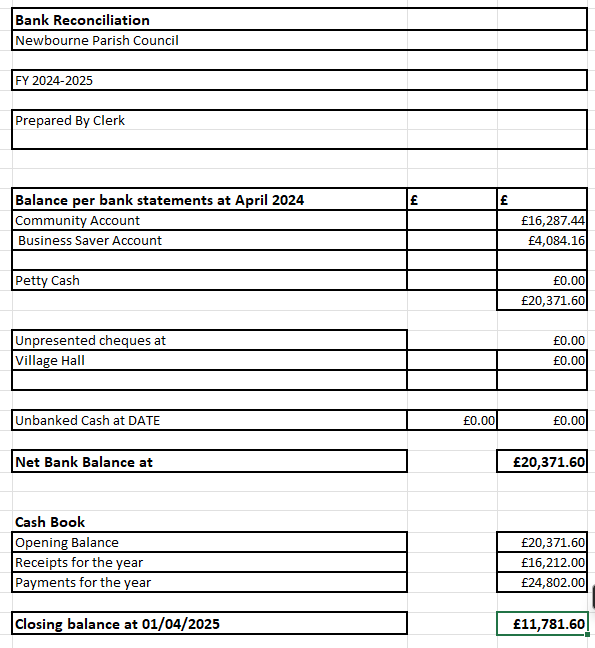 Bank Reconciliation
Newbourne Parish Council
FY 2024-2025
Prepared By Clerk
Balance per bank statements at April 2024 £ £
Community Account £16,287.44
Business Saver Account £4,084.16
Petty Cash £0.00
£20,371.60
Unpresented cheques at £0.00
Village Hall £0.00
Unbanked Cash at DATE £0.00 £0.00
Net Bank Balance at £20,371.60
Cash Book
Opening Balance £20,371.60
Receipts for the year £16,212.00
Payments for the year £24,802.00
Closing balance at 01/04/2025 £11,781.60